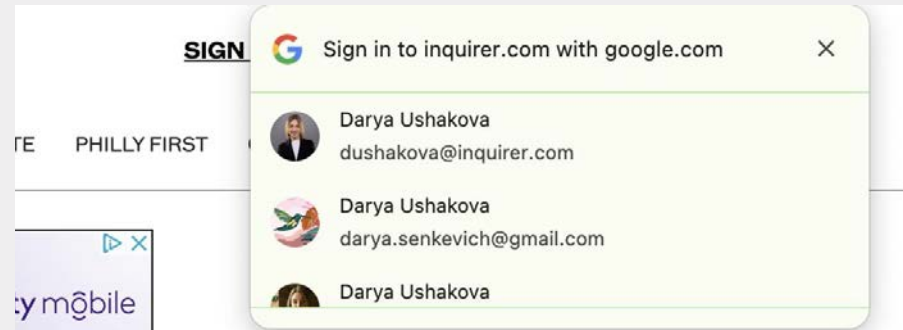 SIGN
Sign in to inquirer.com with google.com
Darya Ushakova
dushakova@inquirer.com
PHILLY FIRST
Darya Ushakova
darya.senkevich@gmail.com
Darya Ushakova
mobile